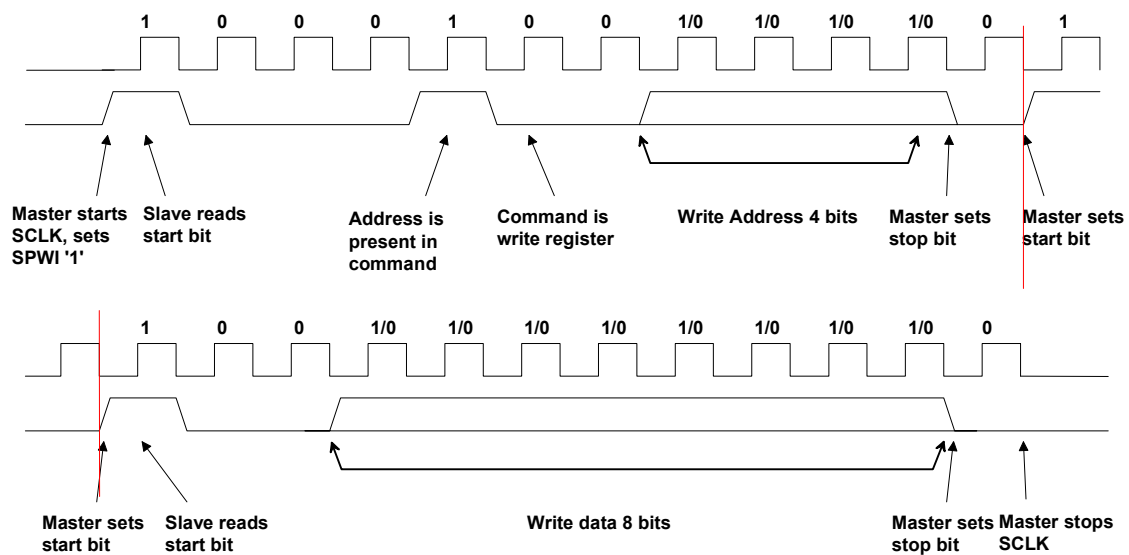 1 0 0 0 1 0 0 1/0 1/0 1/0 1/0 0 1
Master starts
SCLK, sets
SPWI '1'
Slave reads
start bit
Address is
present in
command
Command is
write register
Write Address 4 bits
Master sets
stop bit
Master sets
start bit
1 0 0 1/0 1/0 1/0 1/0 1/0 1/0 1/0 1/0 0
Master sets
start bit
Slave reads
start bit
Write data 8 bits
Master sets
stop bit
Master stops
SCLK